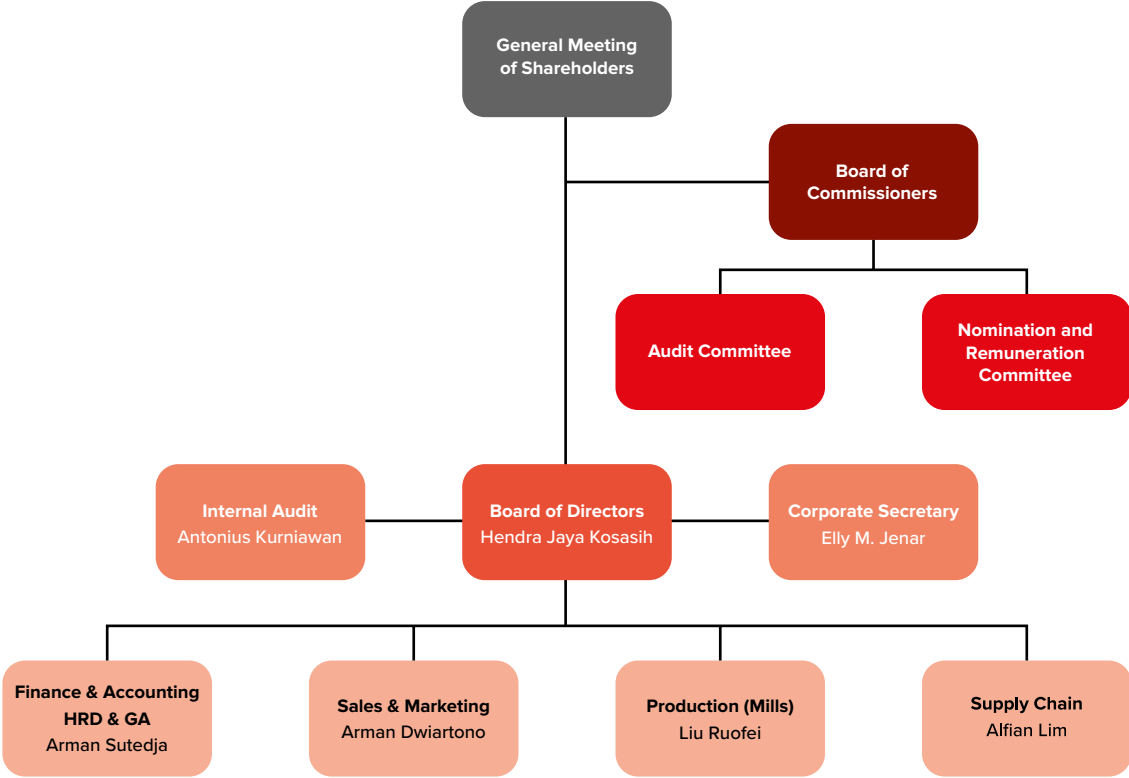 General Meeting
of Shareholders
Board of
Commissioners
Audit Committee
Nomination and
Remuneration
Committee
Internal Audit
Antonius Kurniawan
Board of Directors
Hendra Jaya Kosasih
Corporate Secretary
Elly M. Jenar
Finance & Accounting
HRD & GA
Arman Sutedja
Sales & Marketing
Arman Dwiartono
Production (Mills)
Liu Ruofei
Supply Chain
Alfian Lim